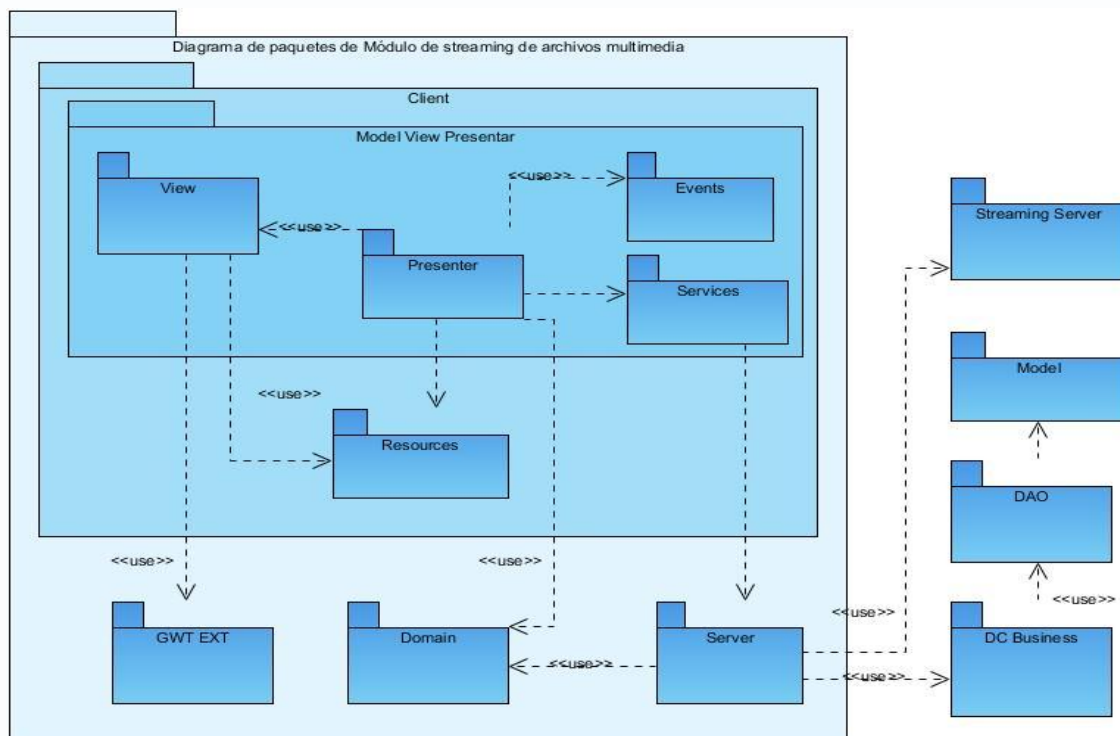 Diagrama de paquetes de Módulo de streaming de archivos multimedia
Client
Model View Presentar
View
<<use>>
Events
<<use>>
Presenter
Services
Streaming Server
Model
<<use>>
Resources
DAO
<<use>>
<<use>>
<<use>>
<<use>>
GWT EXT
Domain
<<use>>
Server
<<use>>
DC Business